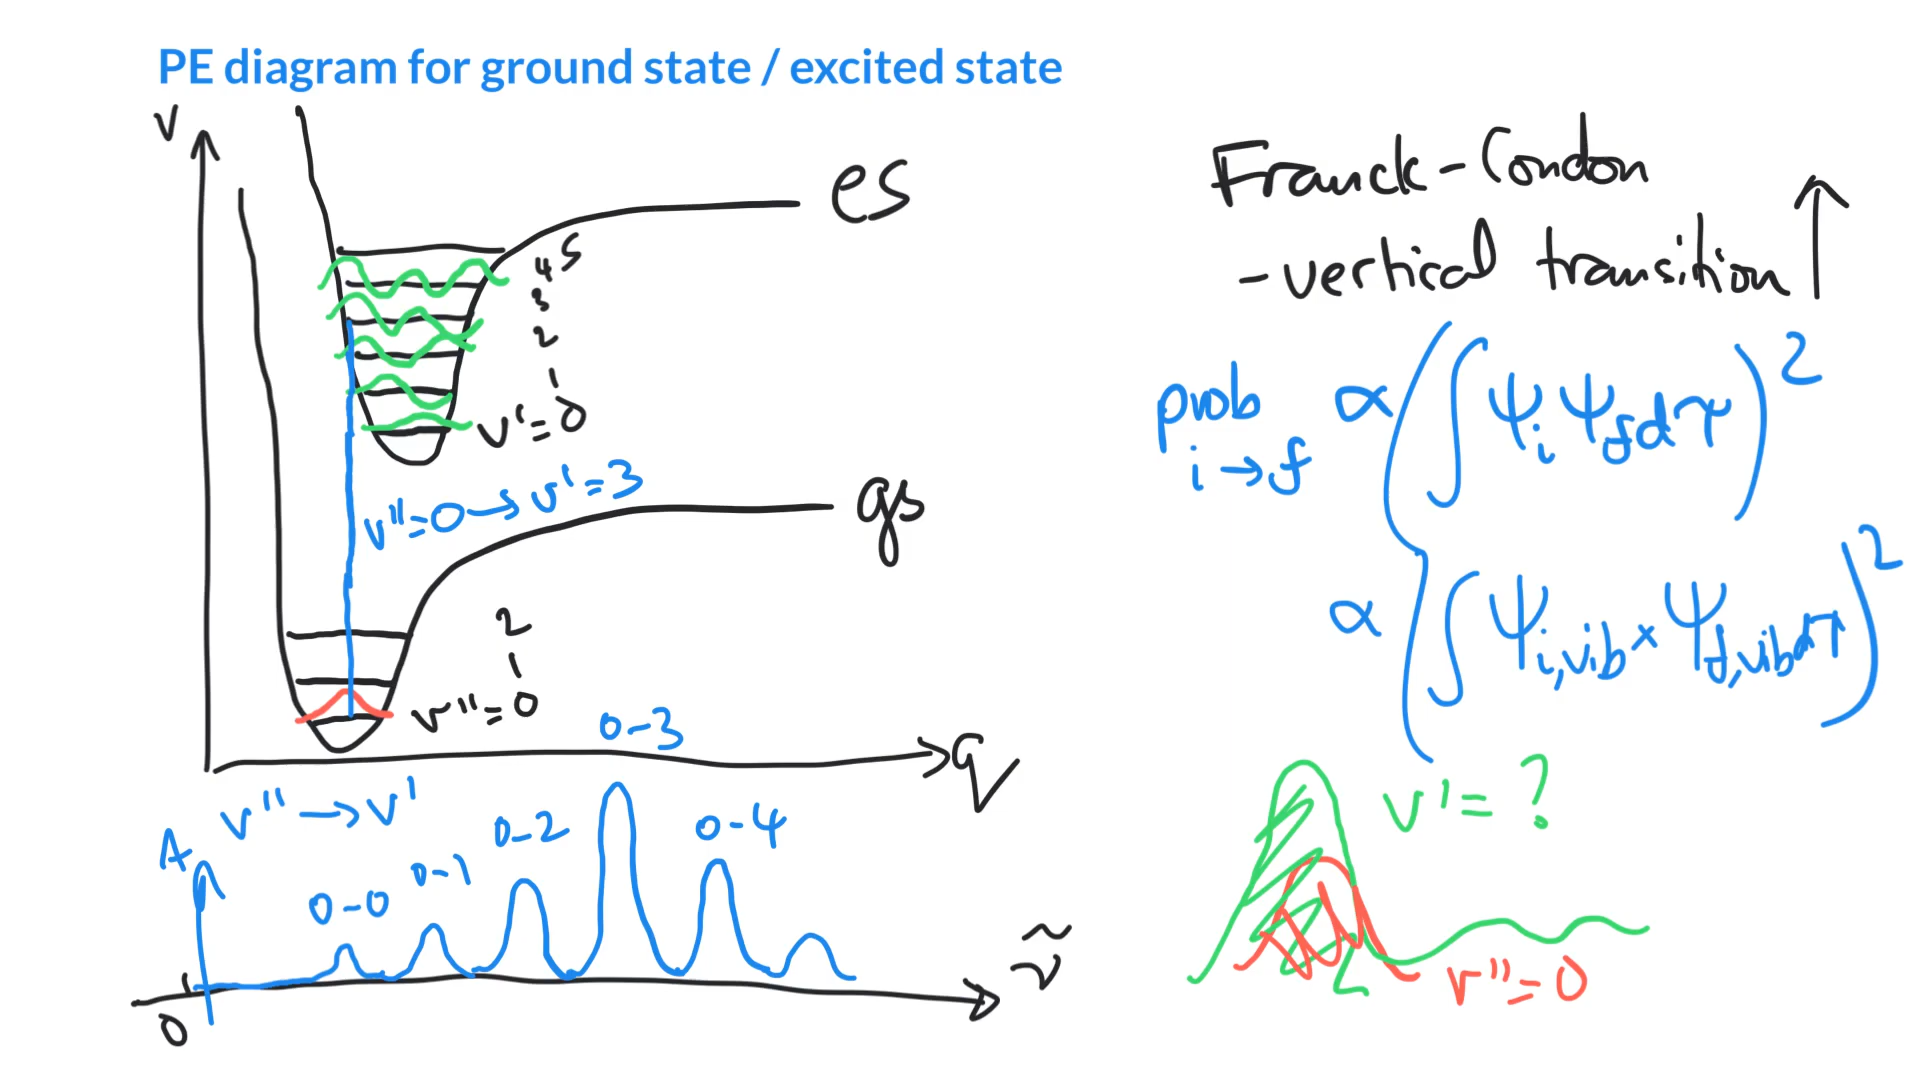 PE diagram for ground state / excited state
V
es
5
4
3
2
1
v'=0
v''=0→v'=3
gs
2
1
v''=0
q
Franck-Condon
-vertical transition ↑
prob i→f ∝ (∫ψiψfdτ)²
∝ (∫ψi,vib×ψf,vibdτ)²
v'=?
v''=0
v''→v'
A
0-0
0-1
0-2
0-3
0-4
0
ṽ